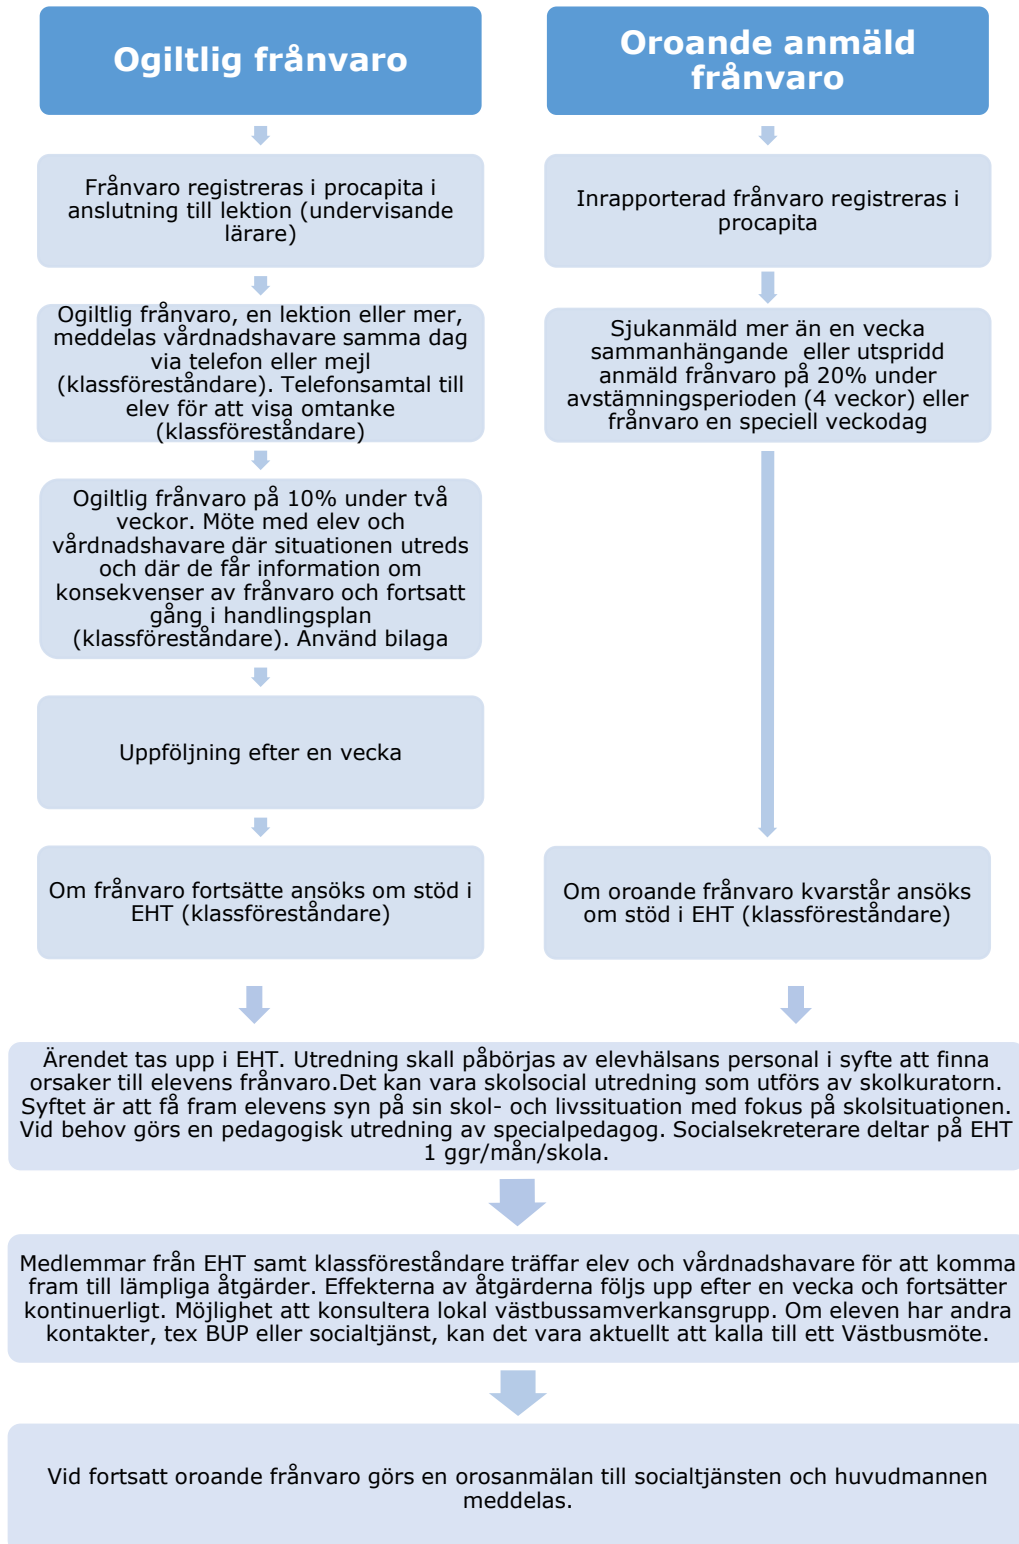 Ogiltlig frånvaro
Frånvaro registreras i procapita i
anslutning till lektion (undervisande
lärare)
Ogiltlig frånvaro, en lektion eller mer,
meddelas vårdnadshavare samma dag
via telefon eller mejl
(klassföreståndare). Telefonsamtal till
elev för att visa omtanke
(klassföreståndare)
Ogiltlig frånvaro på 10% under två
veckor. Möte med elev och
vårdnadshavare där situationen utreds
och där de får information om
konsekvenser av frånvaro och fortsatt
gång i handlingsplan
(klassföreståndare). Använd bilaga
Uppföljning efter en vecka
Om frånvaro fortsätte ansöks om stöd i
EHT (klassföreståndare)
Oroande anmäld
frånvaro
Inrapporterad frånvaro registreras i
procapita
Sjukanmäld mer än en vecka
sammanhängande eller utspridd
anmäld frånvaro på 20% under
avstämningsperioden (4 veckor) eller
frånvaro en speciell veckodag
Om oroande frånvaro kvarstår ansöks
om stöd i EHT (klassföreståndare)
Ärendet tas upp i EHT. Utredning skall påbörjas av elevhälsans personal i syfte att finna
orsaker till elevens frånvaro.Det kan vara skolsocial utredning som utförs av skolkuratorn.
Syftet är att få fram elevens syn på sin skol- och livssituation med fokus på skolsituationen.
Vid behov görs en pedagogisk utredning av specialpedagog. Socialsekreterare deltar på EHT
1 ggr/mån/skola.
Medlemmar från EHT samt klassföreståndare träffar elev och vårdnadshavare för att komma
fram till lämpliga åtgärder. Effekterna av åtgärderna följs upp efter en vecka och fortsätter
kontinuerligt. Möjlighet att konsultera lokal västbussamverkansgrupp. Om eleven har andra
kontakter, tex BUP eller socialtjänst, kan det vara aktuellt att kalla till ett Västbusmöte.
Vid fortsatt oroande frånvaro görs en orosanmälan till socialtjänsten och huvudmannen
meddelas.